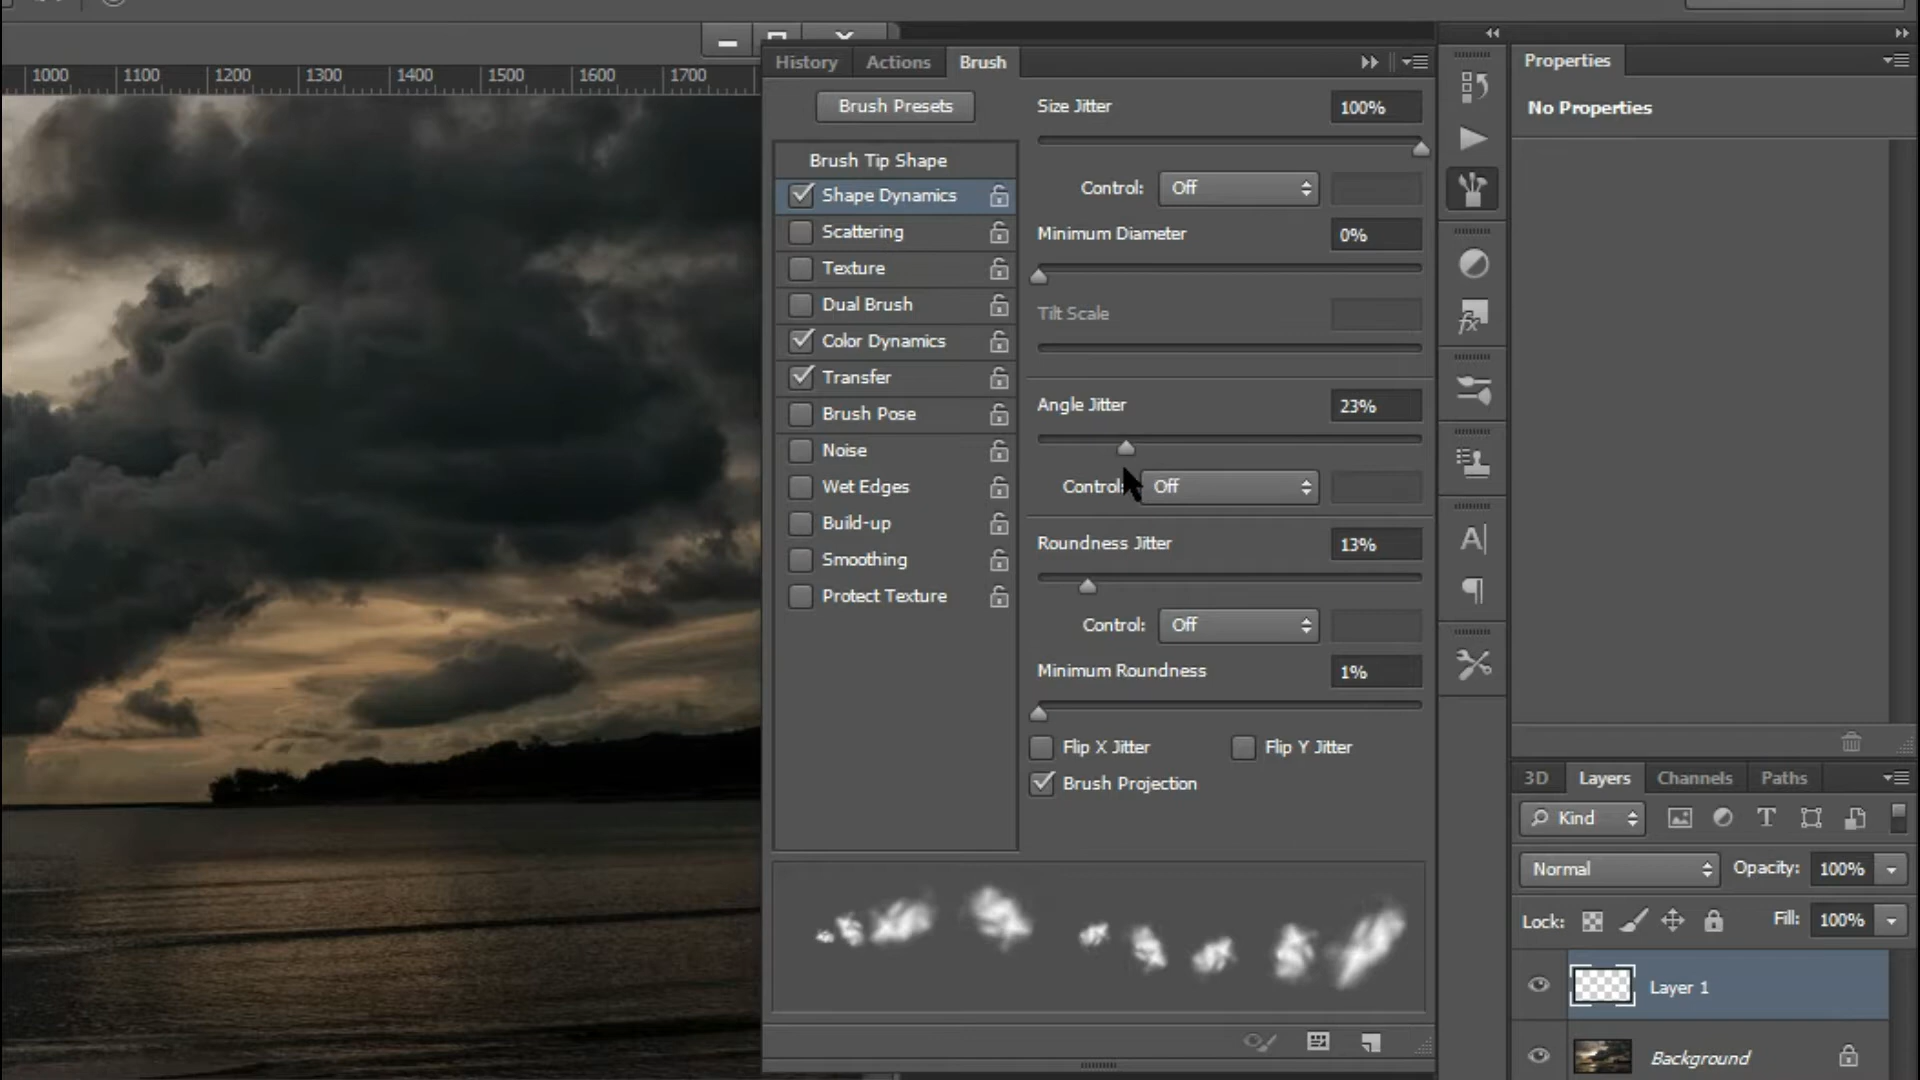 1000 1100 1200 1300 1400 1500 1600 1700
History Actions Brush
Brush Presets
Brush Tip Shape
Shape Dynamics
Scattering
Texture
Dual Brush
Color Dynamics
Transfer
Brush Pose
Noise
Wet Edges
Build-up
Smoothing
Protect Texture
Size Jitter 100%
Control: Off
Minimum Diameter 0%
Tilt Scale
Angle Jitter 23%
Control: Off
Roundness Jitter 13%
Control: Off
Minimum Roundness 1%
Flip X Jitter Flip Y Jitter
Brush Projection
Properties
No Properties
3D Layers Channels Paths
Kind
Normal Opacity: 100%
Lock: Fill: 100%
Layer 1
Background